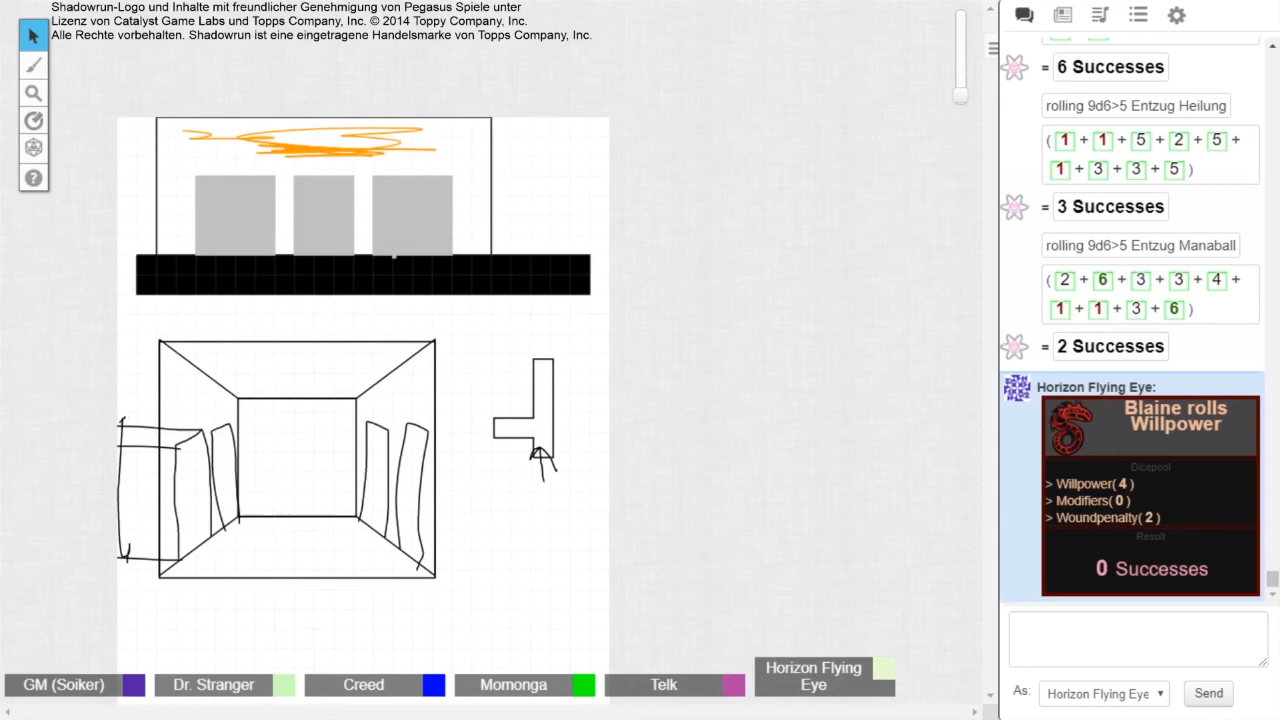 Shadowrun-Logo und Inhalte mit freundlicher Genehmigung von Pegasus Spiele unter
Lizenz von Catalyst Game Labs und Topps Company, Inc. © 2014 Topps Company, Inc.
Alle Rechte vorbehalten. Shadowrun ist eine eingetragene Handelsmarke von Topps Company, Inc.
= 6 Successes
rolling 9d6>5 Entzug Heilung
( 1 + 1 + 5 + 2 + 5 +
1 + 3 + 3 + 5 )
= 3 Successes
rolling 9d6>5 Entzug Manaball
( 2 + 6 + 3 + 3 + 4 +
1 + 1 + 3 + 6 )
= 2 Successes
Horizon Flying Eye:
Blaine rolls
Willpower
Dicepool
> Willpower( 4 )
> Modifiers( 0 )
> Woundpenalty( 2 )
Result
0 Successes
GM (Soiker)
Dr. Stranger
Creed
Momonga
Telk
Horizon Flying
Eye
As:
Horizon Flying Eye
Send